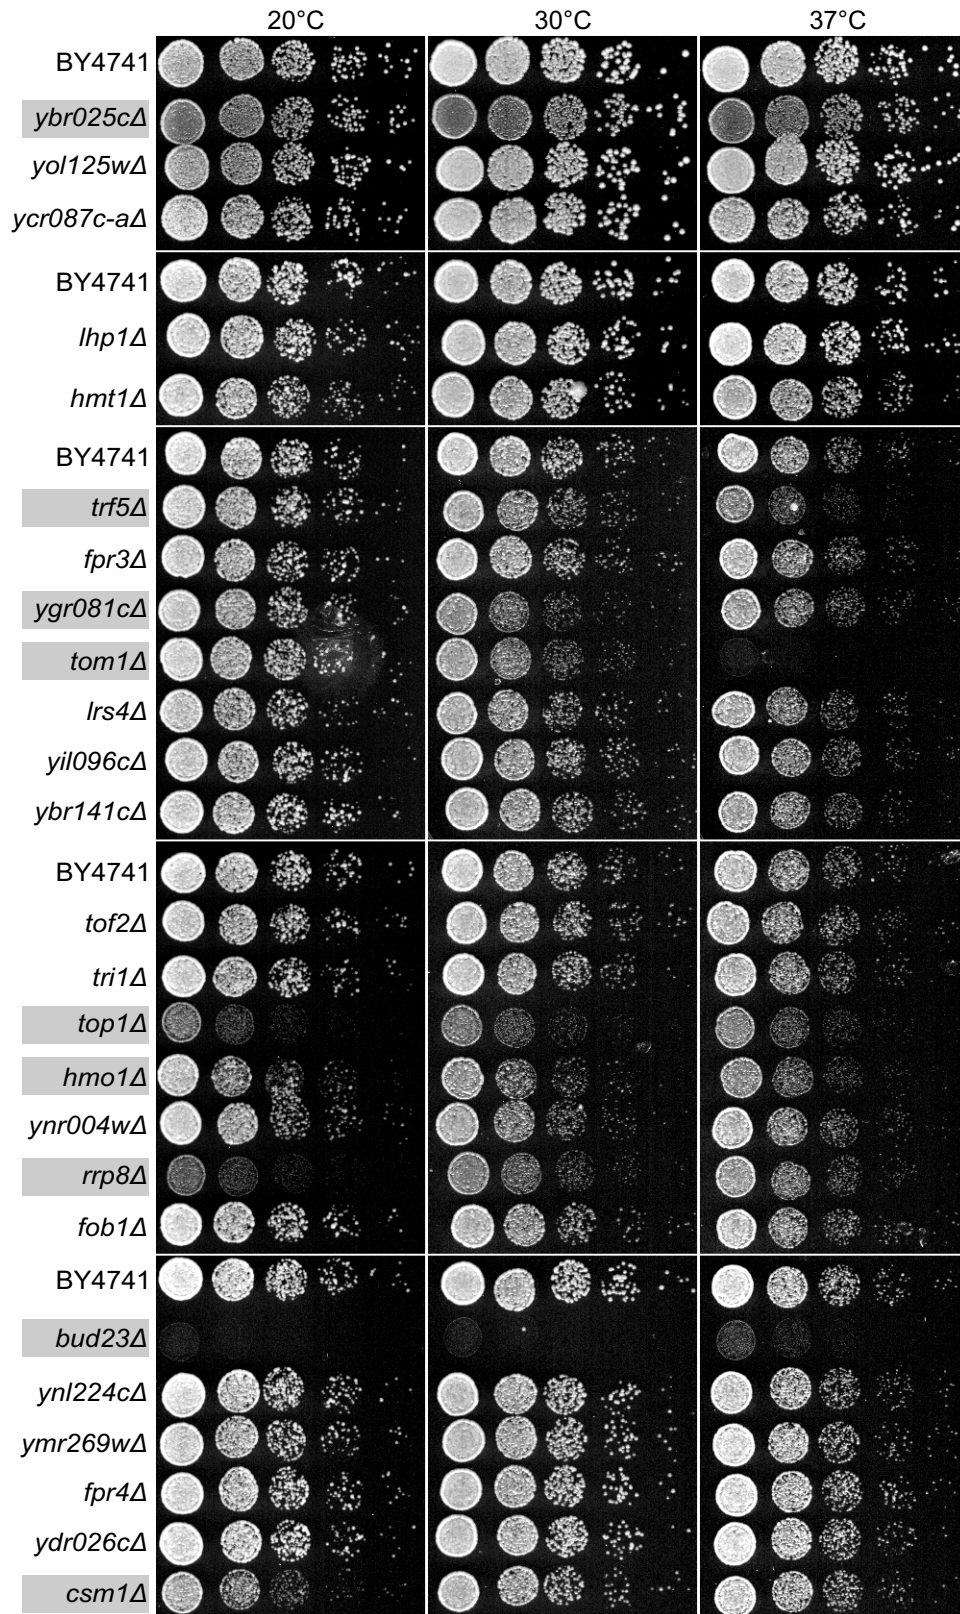 20°C 30°C 37°C
BY4741
ybr025cΔ
yol125wΔ
ycr087c-aΔ
BY4741
lhp1Δ
hmt1Δ
BY4741
trf5Δ
fpr3Δ
ygr081cΔ
tom1Δ
lrs4Δ
yil096cΔ
ybr141cΔ
BY4741
tof2Δ
tri1Δ
top1Δ
hmo1Δ
ynr004wΔ
rrp8Δ
fob1Δ
BY4741
bud23Δ
ynl224cΔ
ymr269wΔ
fpr4Δ
ydr026cΔ
csm1Δ